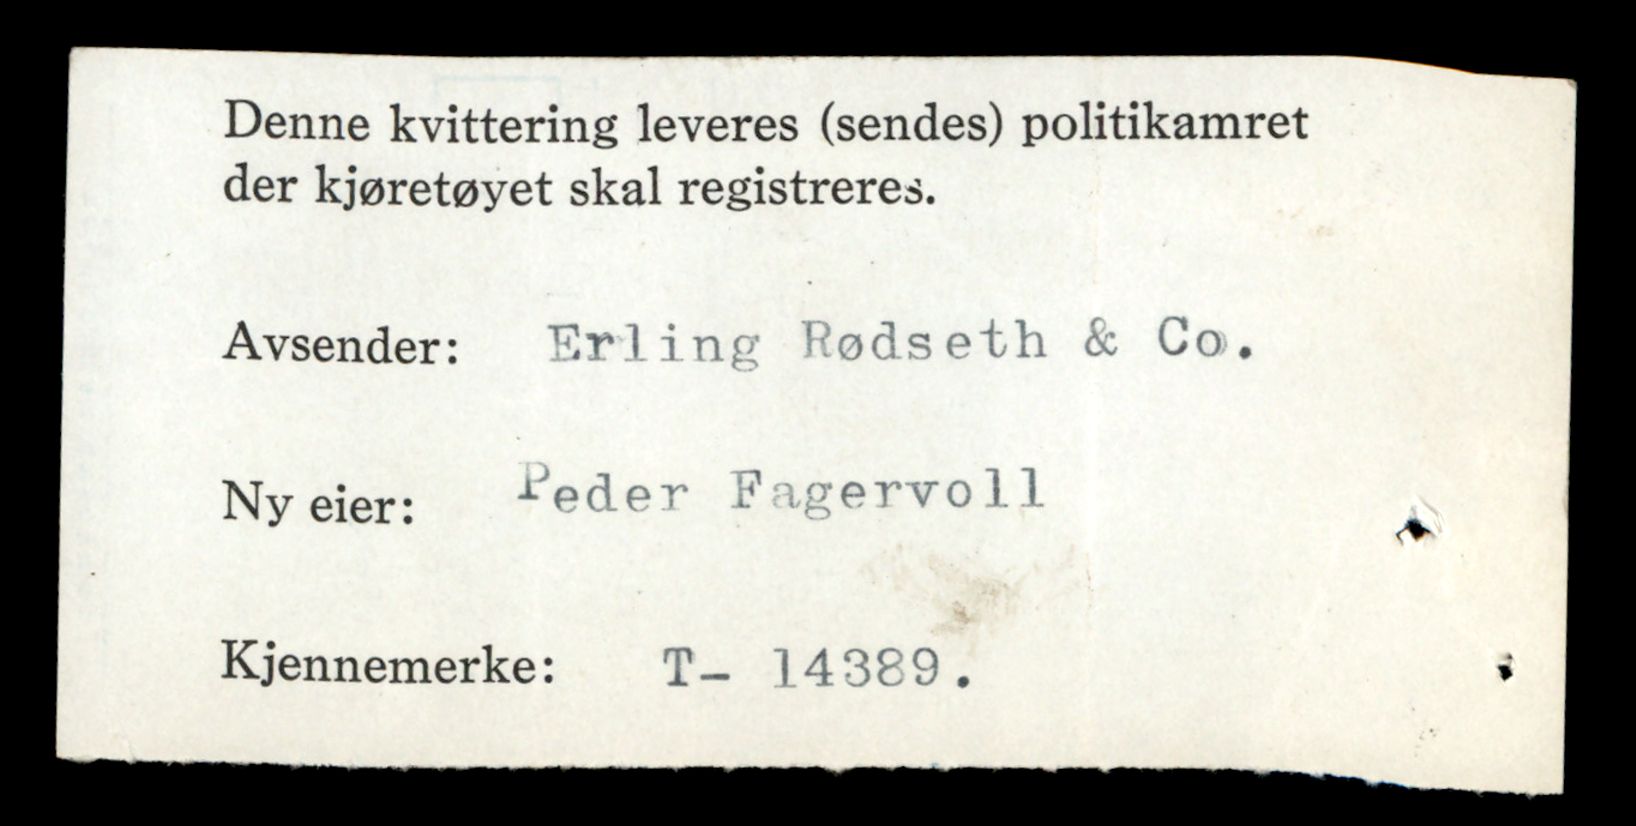 Denne kvittering leveres (sendes) politikamret
der kjøretøyet skal registreres.
Avsender: Erling Rødseth & Co.
Ny eier: Peder Fagervoll
Kjennemerke: T- 14389.